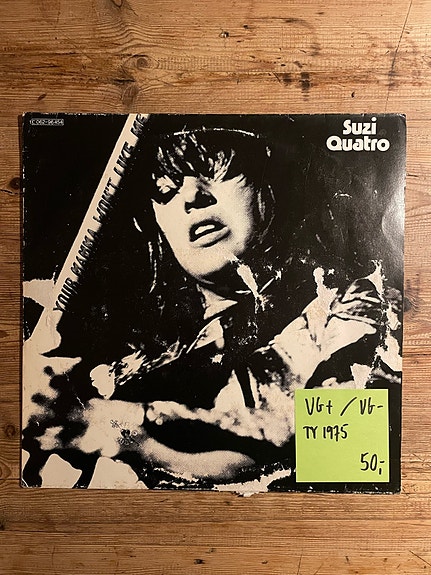 1C 062-96 454
Suzi
Quatro
YOUR MAMA WON'T LIKE ME
VG+ / VG-
TY 1975
50,-